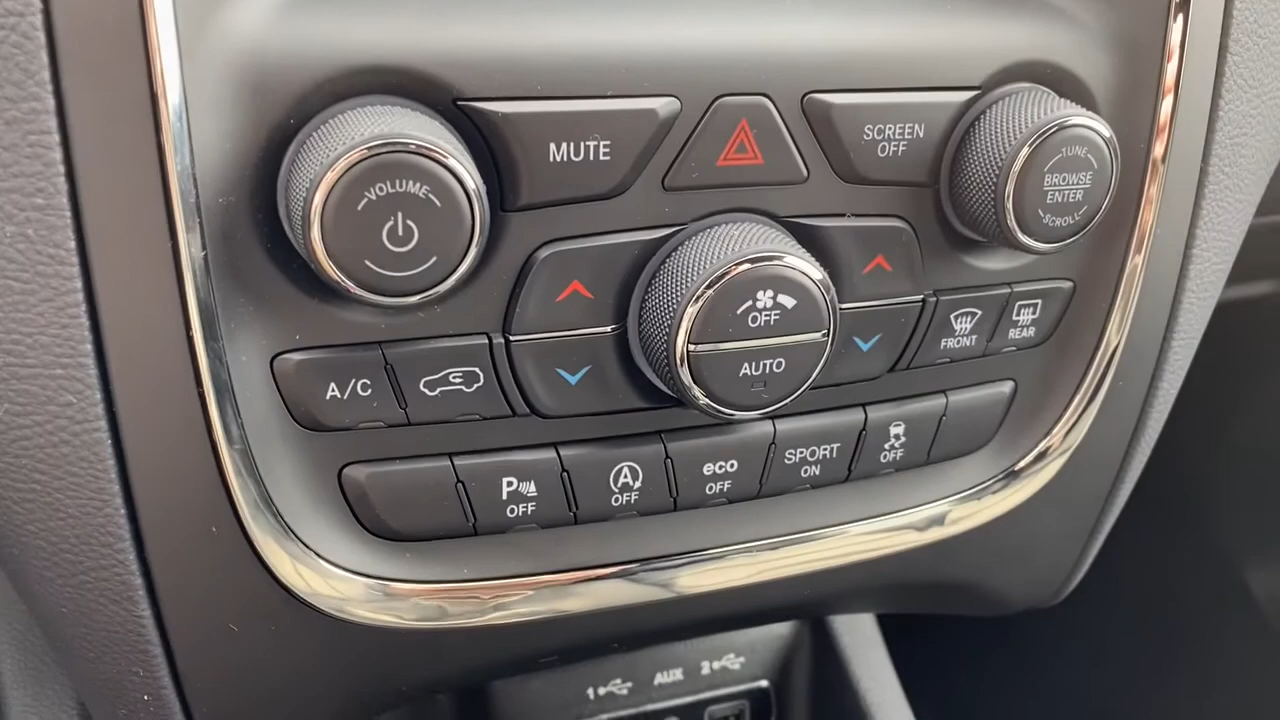 VOLUME
MUTE
SCREEN
OFF
TUNE
BROWSE
ENTER
SCROLL
OFF
AUTO
FRONT
REAR
A/C
P
OFF
A
OFF
eco
OFF
SPORT
ON
OFF
1
AUX
2